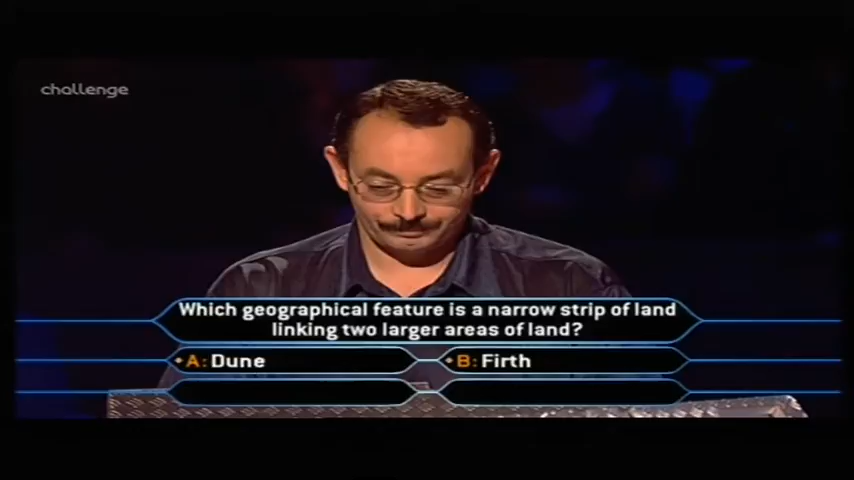 challenge
Which geographical feature is a narrow strip of land
linking two larger areas of land?
A: Dune
B: Firth